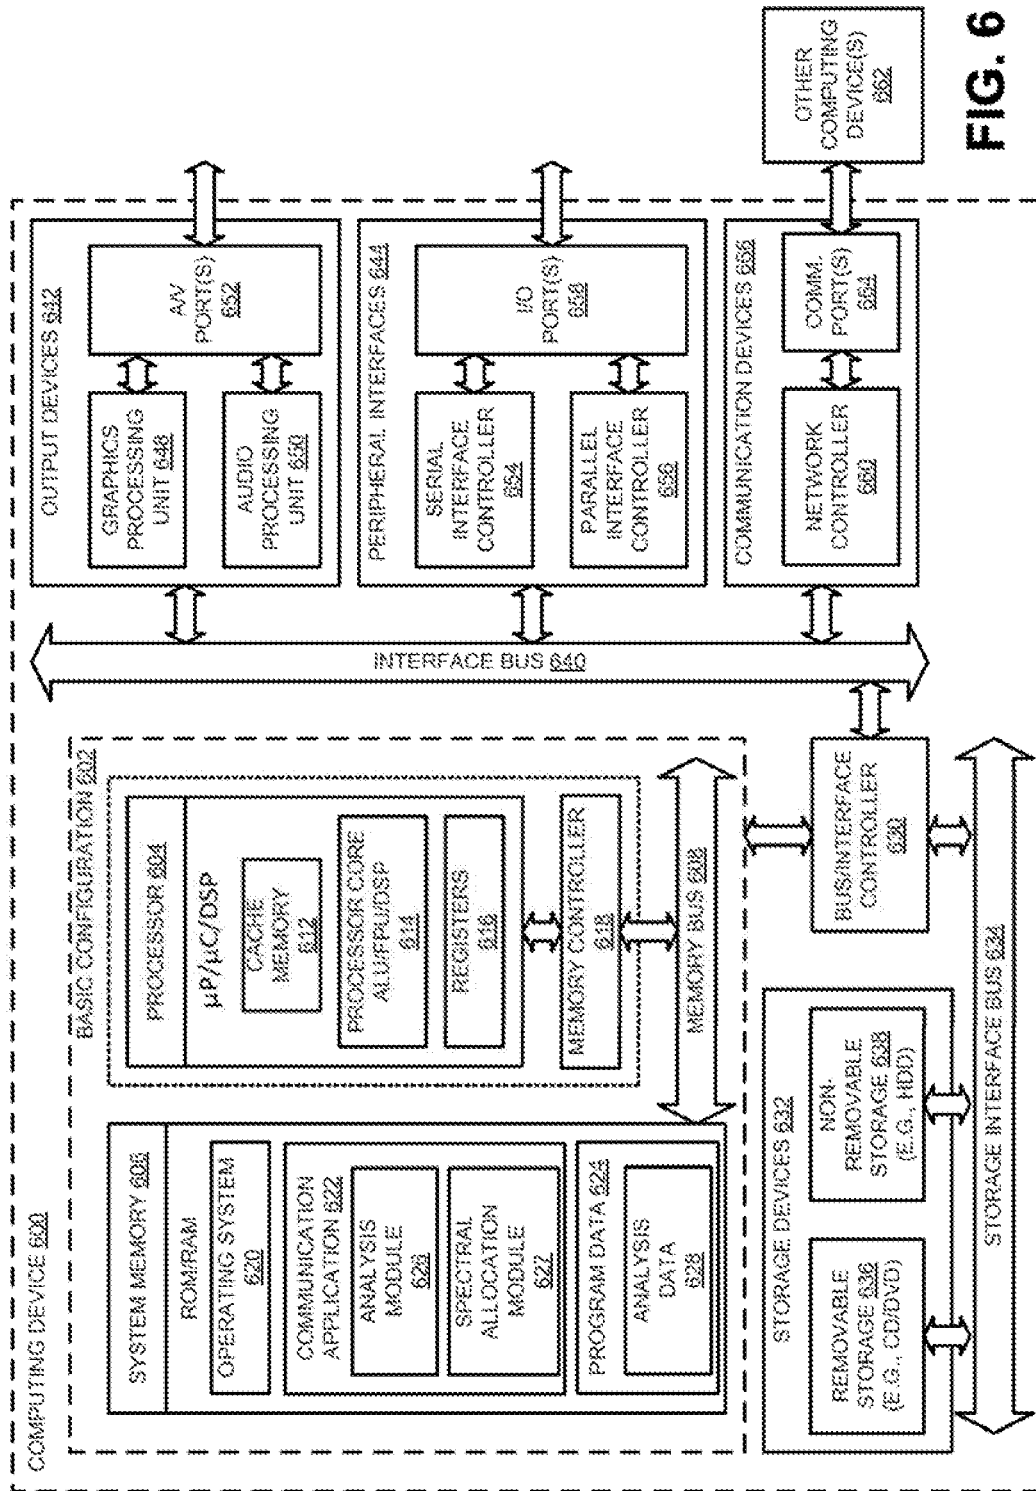 COMPUTING DEVICE 600
BASIC CONFIGURATION 602
SYSTEM MEMORY 606
ROM/RAM
OPERATING SYSTEM
620
COMMUNICATION
APPLICATION 622
ANALYSIS
MODULE
626
SPECTRAL
ALLOCATION
MODULE
627
PROGRAM DATA 624
ANALYSIS
DATA
628
PROCESSOR 604
µP/µC/DSP
CACHE
MEMORY
612
PROCESSOR CORE
ALU/FPU/DSP
614
REGISTERS
616
MEMORY CONTROLLER
618
MEMORY BUS 608
STORAGE DEVICES 632
REMOVABLE
STORAGE 636
(E.G., CD/DVD)
NON-
REMOVABLE
STORAGE 638
(E.G., HDD)
STORAGE INTERFACE BUS 634
BUS/INTERFACE
CONTROLLER
630
INTERFACE BUS 640
OUTPUT DEVICES 642
GRAPHICS
PROCESSING
UNIT 648
AUDIO
PROCESSING
UNIT 650
A/V
PORT(S)
652
PERIPHERAL INTERFACES 644
SERIAL
INTERFACE
CONTROLLER
654
PARALLEL
INTERFACE
CONTROLLER
656
I/O
PORT(S)
658
COMMUNICATION DEVICES
NETWORK
CONTROLLER
660
COMM.
PORT(S)
664
OTHER
COMPUTING
DEVICE(S)
662
FIG. 6